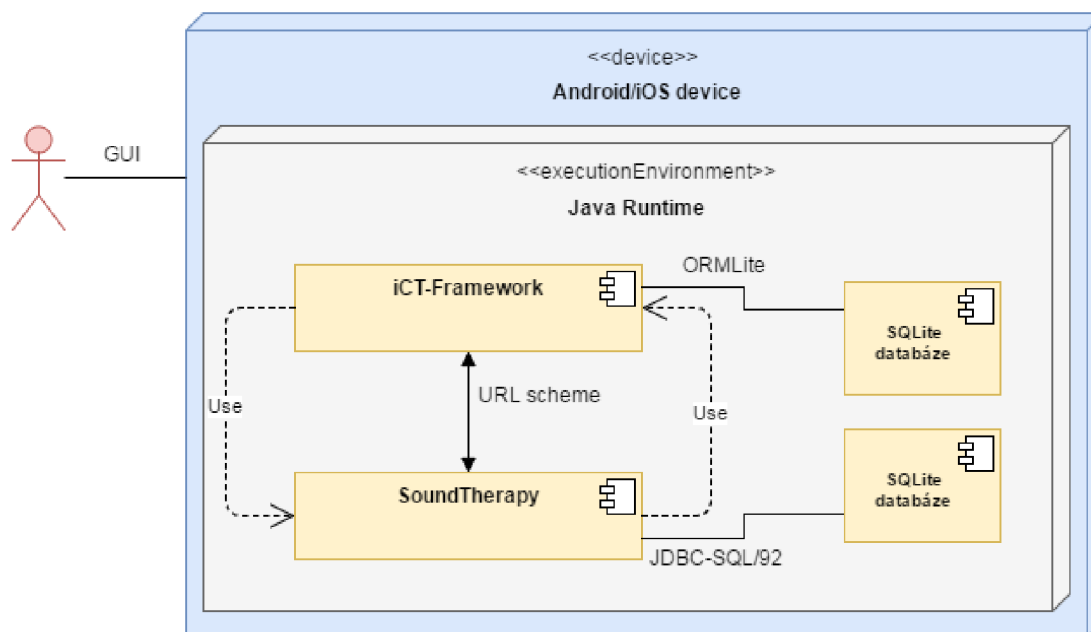 <<device>>
Android/iOS device
GUI
<<executionEnvironment>>
Java Runtime
ORMLite
iCT-Framework
SQLite
databáze
URL scheme
Use
Use
SoundTherapy
SQLite
databáze
JDBC-SQL/92